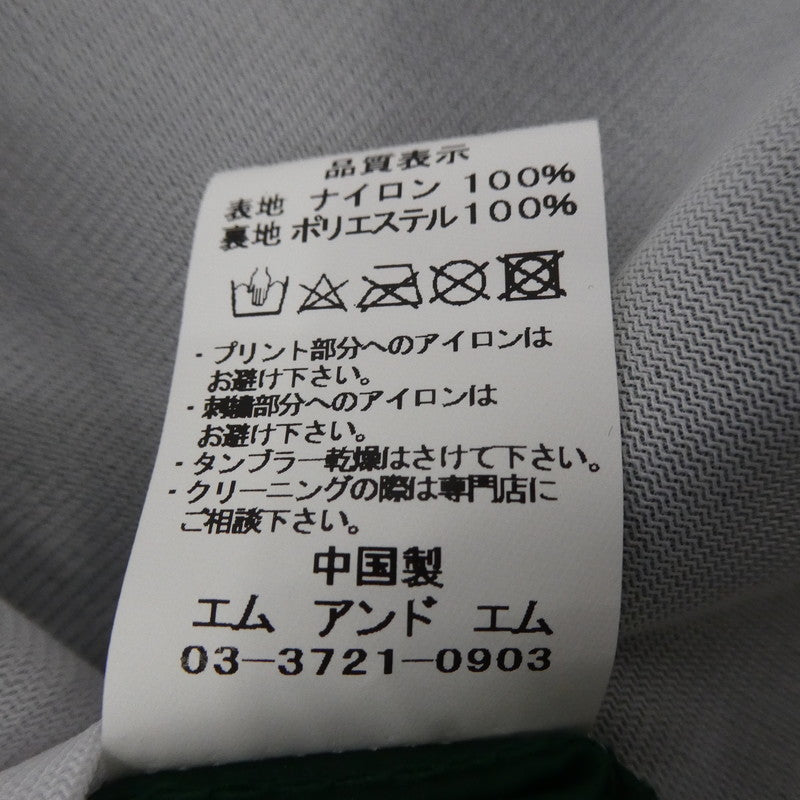 品質表示
表地 ナイロン 100%
裏地 ポリエステル 100%
・プリント部分へのアイロンは
お避け下さい。
・刺繍部分へのアイロンは
お避け下さい。
・タンブラー乾燥はさけて下さい。
・クリーニングの際は専門店に
ご相談下さい。
中国製
エム アンド エム
03-3721-0903